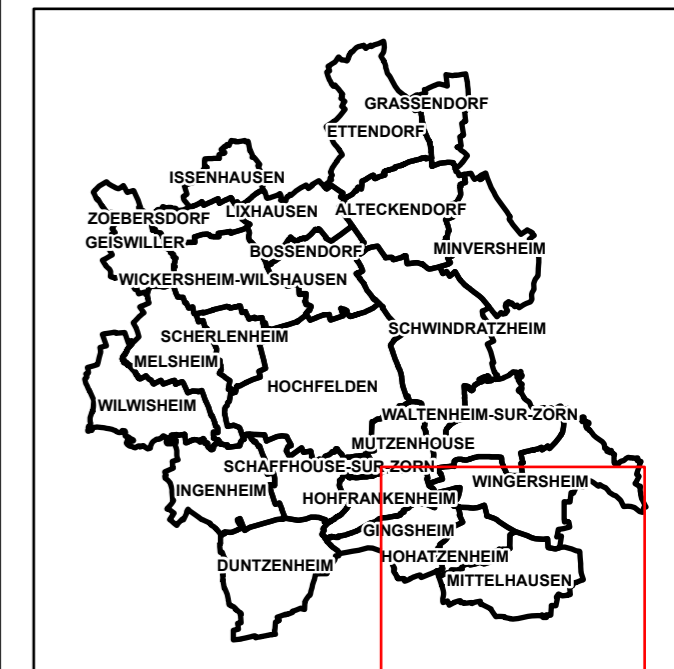 GRASSENDORF
ETTENDORF
ISSENHAUSEN
ZOEBERSDORF
LIXHAUSEN
ALTECKENDORF
GEISWILLER
BOSSENDORF
MINVERSHEIM
WICKERSHEIM-WILSHAUSEN
SCHWINDRATZHEIM
SCHERLENHEIM
MELSHEIM
HOCHFELDEN
WILWISHEIM
WALTENHEIM-SUR-ZORN
MUTZENHOUSE
SCHAFFHOUSE-SUR-ZORN
WINGERSHEIM
INGENHEIM
HOHFRANKENHEIM
GINGSHEIM
HOHATZENHEIM
DUNTZENHEIM
MITTELHAUSEN